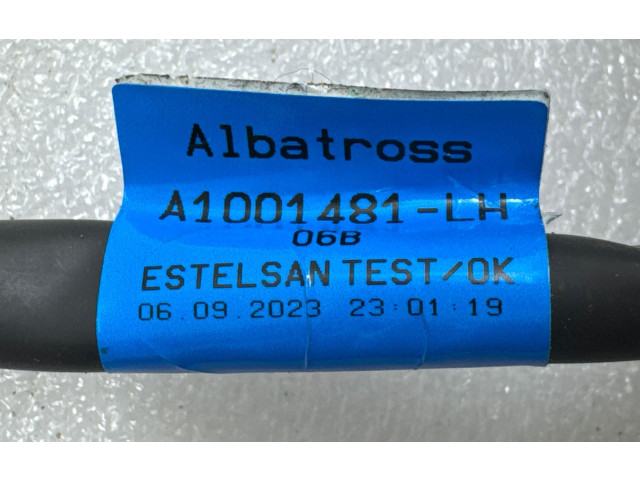 Albatross
A1001481-LH
06B
ESTELSAN TEST/OK
06.09.2023 23:01:19